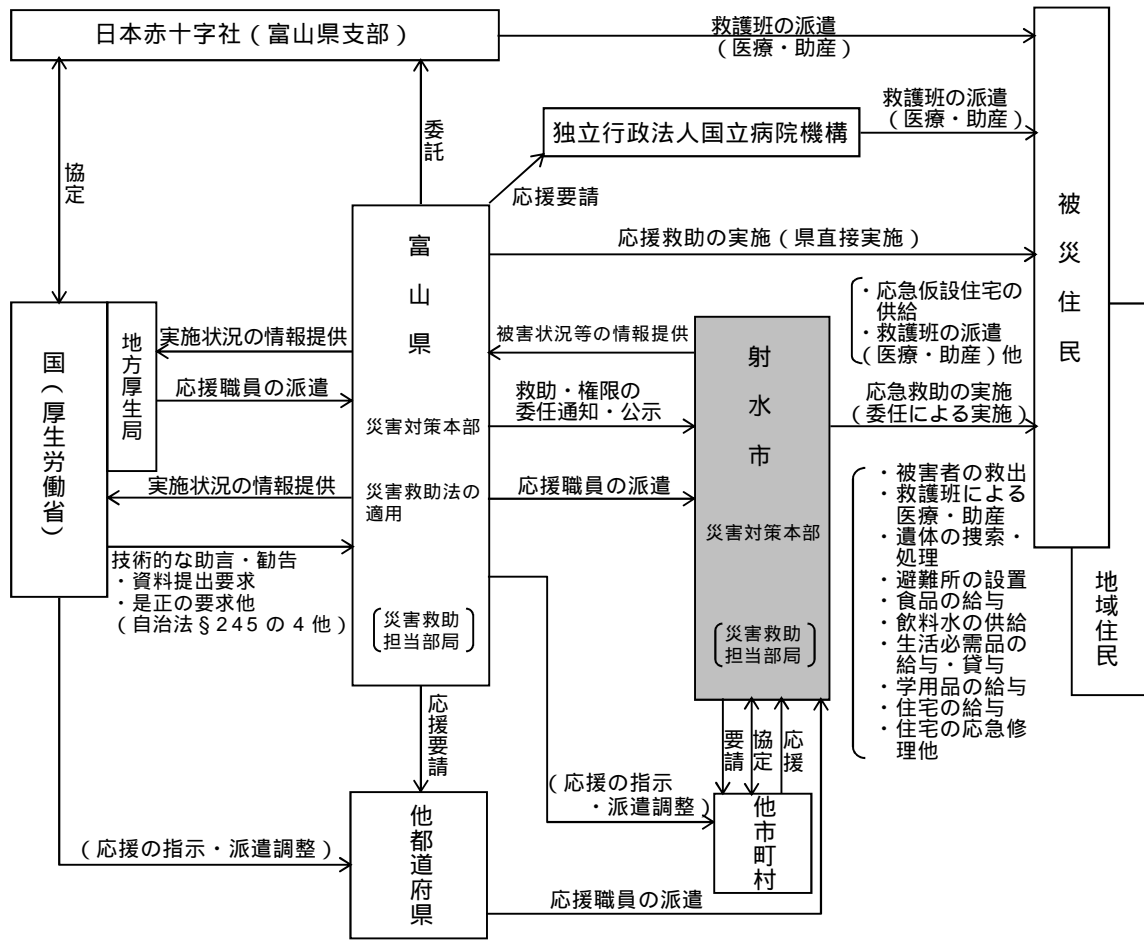 日本赤十字社（富山県支部）
救護班の派遣
（医療・助産）
救護班の派遣
（医療・助産）
独立行政法人国立病院機構
委託
協定
応援要請
被災住民
富山県
応援救助の実施（県直接実施）
・応急仮設住宅の
供給
・救護班の派遣
（医療・助産）他
国（厚生労働省）
地方厚生局
実施状況の情報提供
被害状況等の情報提供
射水市
応援職員の派遣
救助・権限の
委任通知・公示
応急救助の実施
（委任による実施）
災害対策本部
実施状況の情報提供
災害救助法の
適用
応援職員の派遣
災害対策本部
・被害者の救出
・救護班による
医療・助産
・遺体の捜索・
処理
・避難所の設置
・食品の給与
・飲料水の供給
・生活必需品の
給与・貸与
・学用品の給与
・住宅の給与
・住宅の応急修
理他
地域住民
技術的な助言・勧告
・資料提出要求
・是正の要求他
（自治法§245の4他）
災害救助
担当部局
災害救助
担当部局
応援要請
要請
協定
応援
（応援の指示
・派遣調整）
他市町村
（応援の指示・派遣調整）
他都道府県
応援職員の派遣